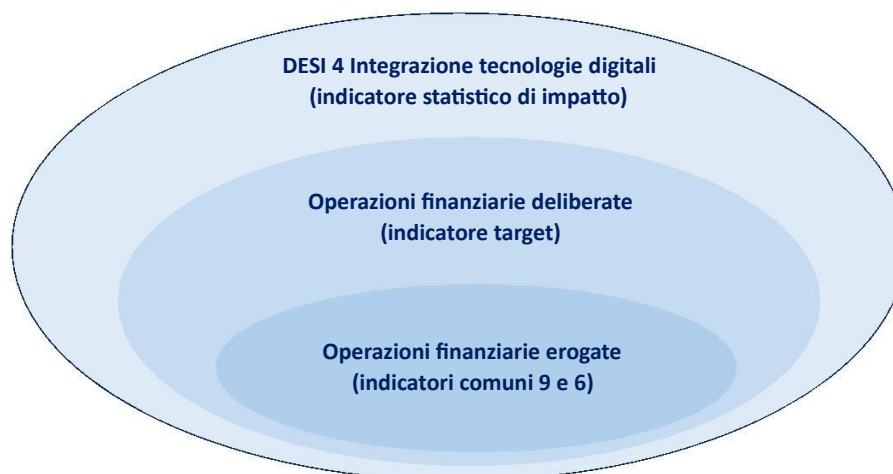 DESI 4 Integrazione tecnologie digitali
(indicatore statistico di impatto)
Operazioni finanziarie deliberate
(indicatore target)
Operazioni finanziarie erogate
(indicatori comuni 9 e 6)